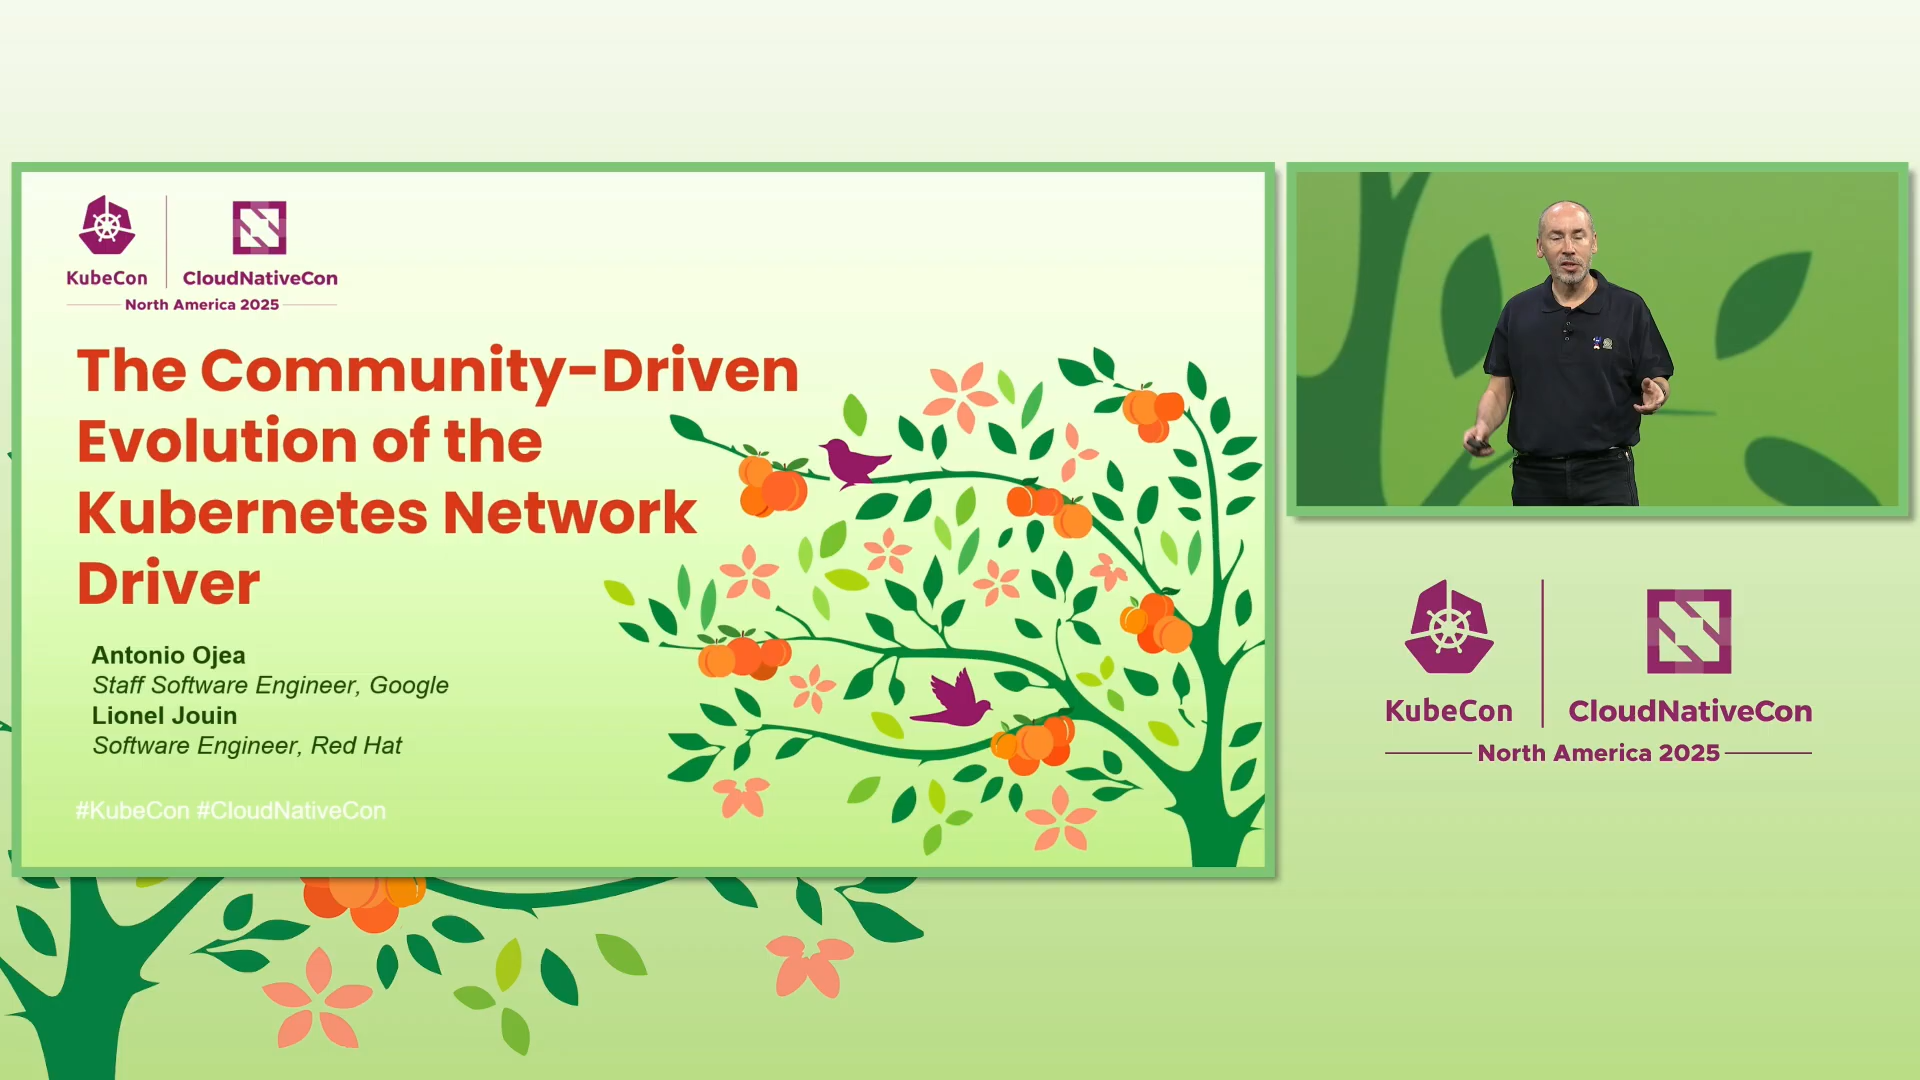 KubeCon
CloudNativeCon
North America 2025
The Community-Driven
Evolution of the
Kubernetes Network
Driver
Antonio Ojea
Staff Software Engineer, Google
Lionel Jouin
Software Engineer, Red Hat
#KubeCon #CloudNativeCon
KubeCon
CloudNativeCon
North America 2025